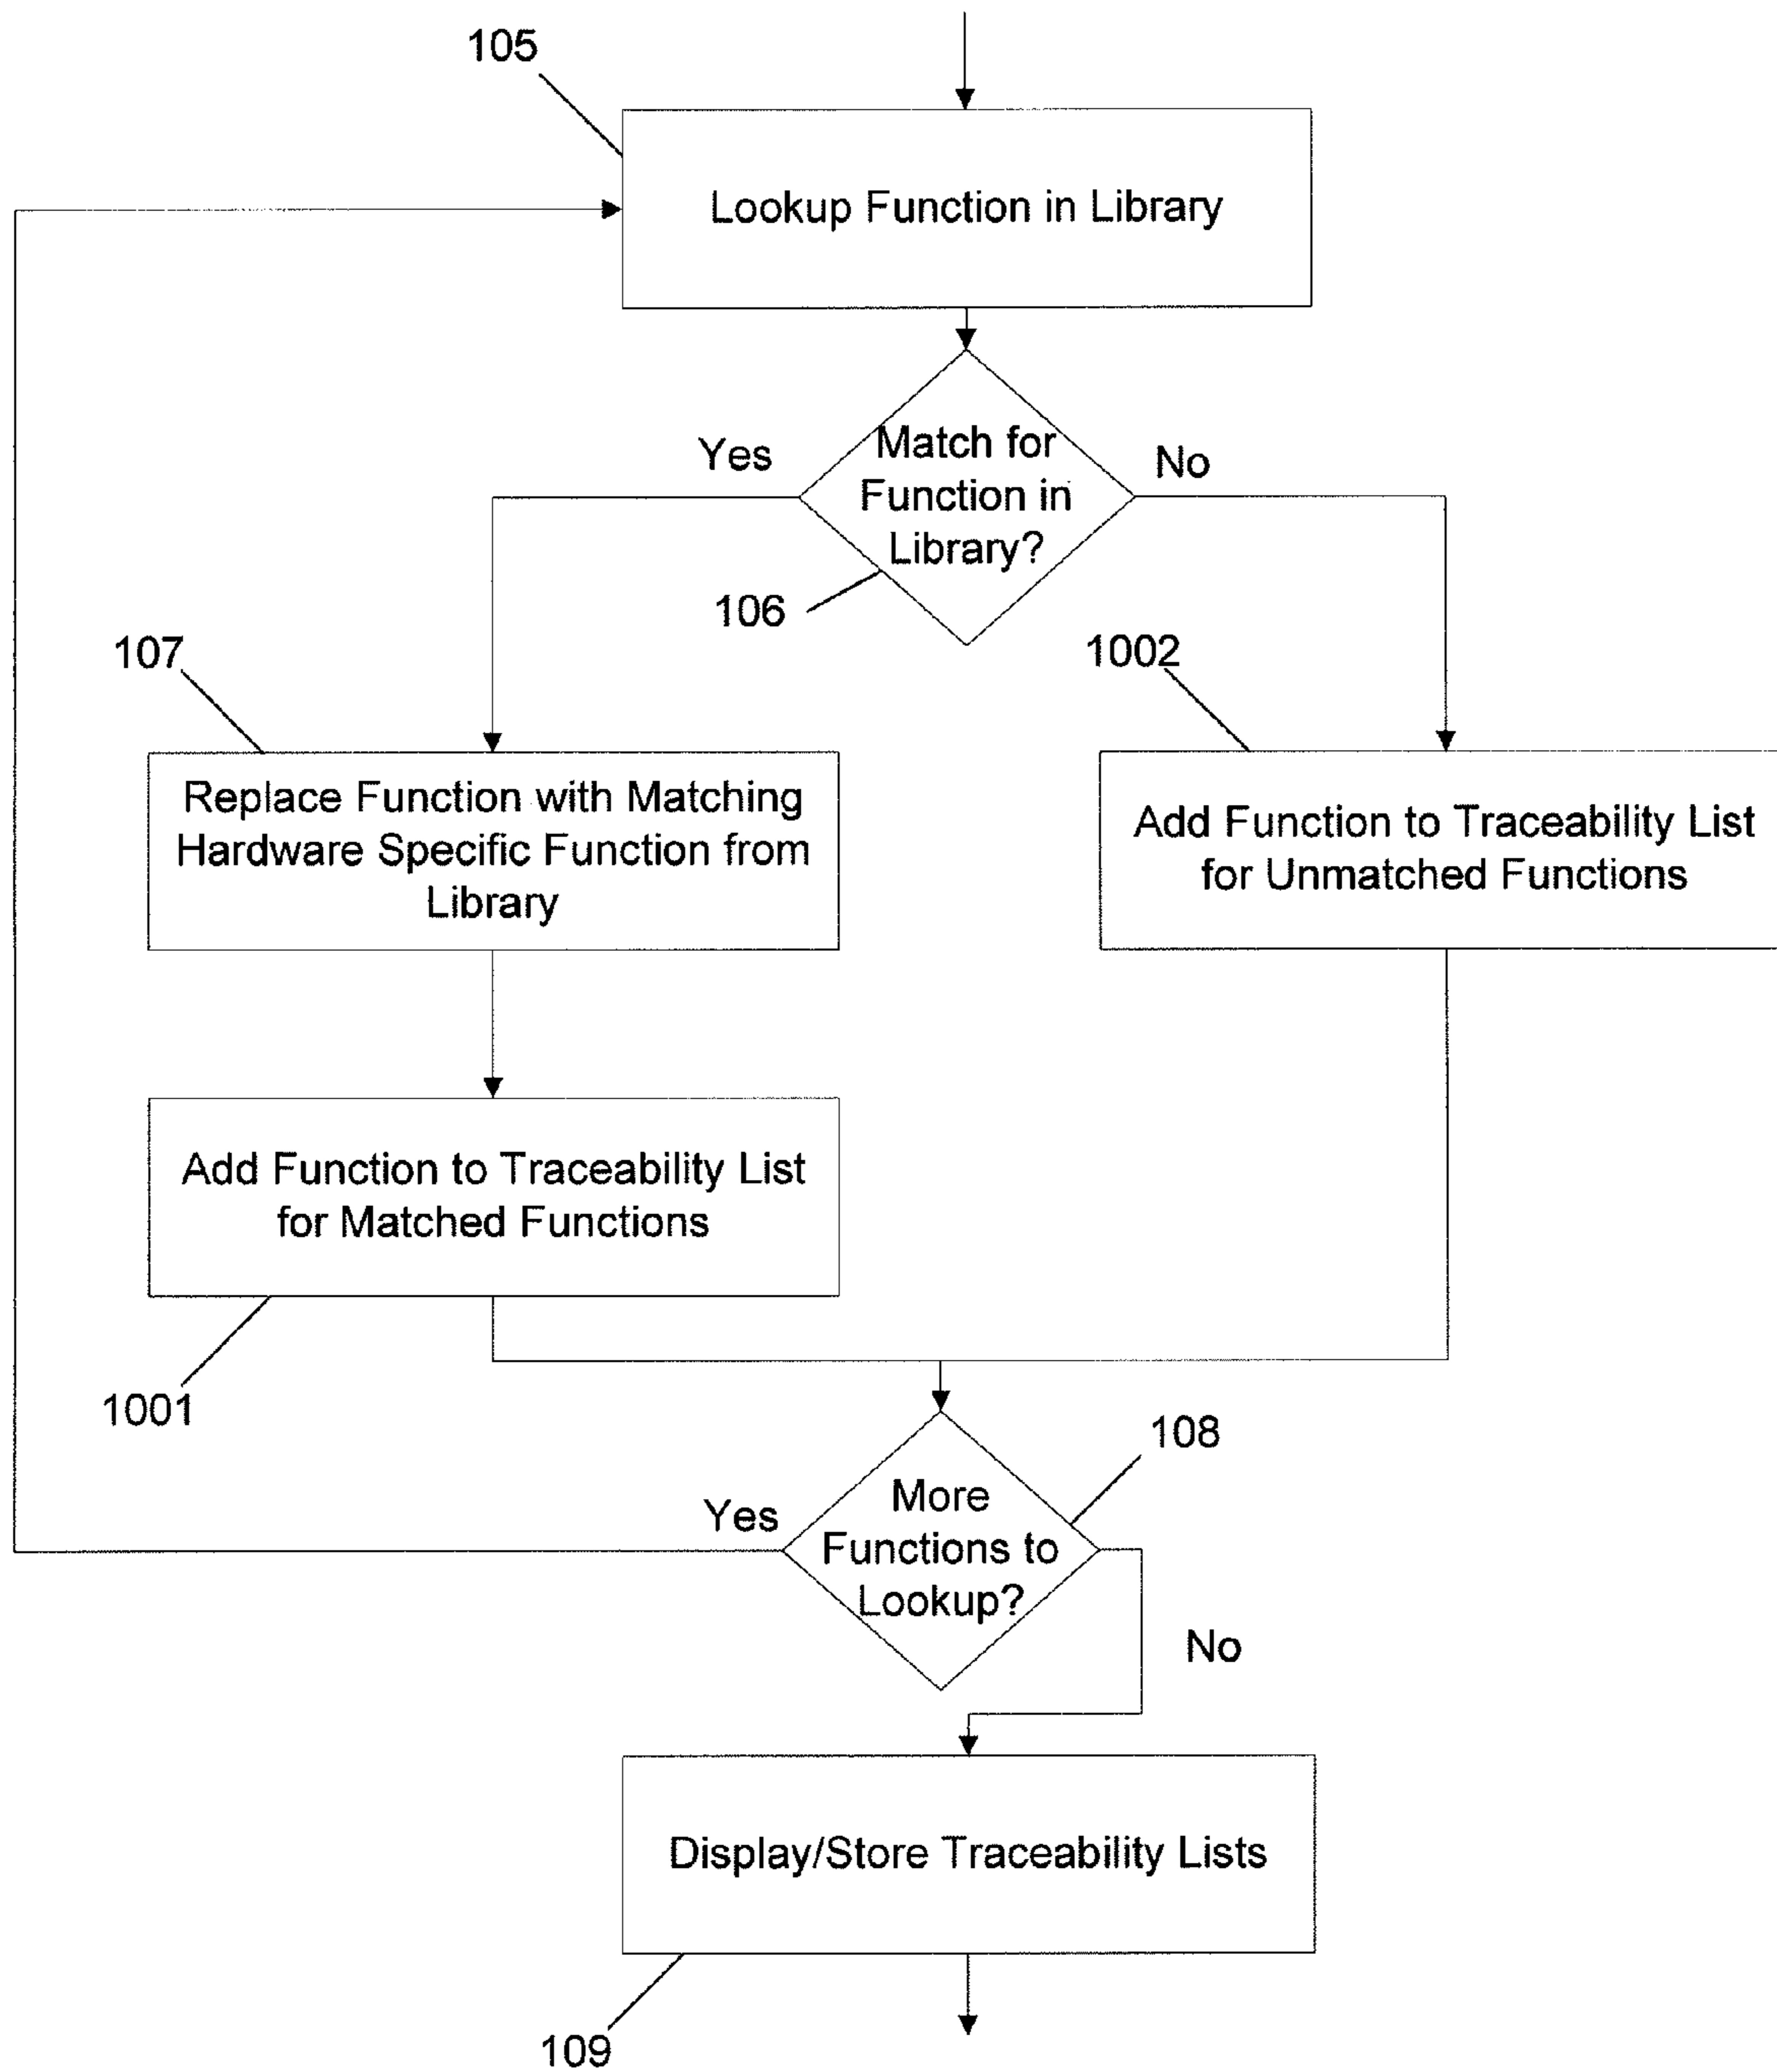 105
Lookup Function in Library
Yes
Match for
Function in
Library?
No
106
107
1002
Replace Function with Matching
Hardware Specific Function from
Library
Add Function to Traceability List
for Unmatched Functions
Add Function to Traceability List
for Matched Functions
1001
108
Yes
More
Functions to
Lookup?
No
Display/Store Traceability Lists
109